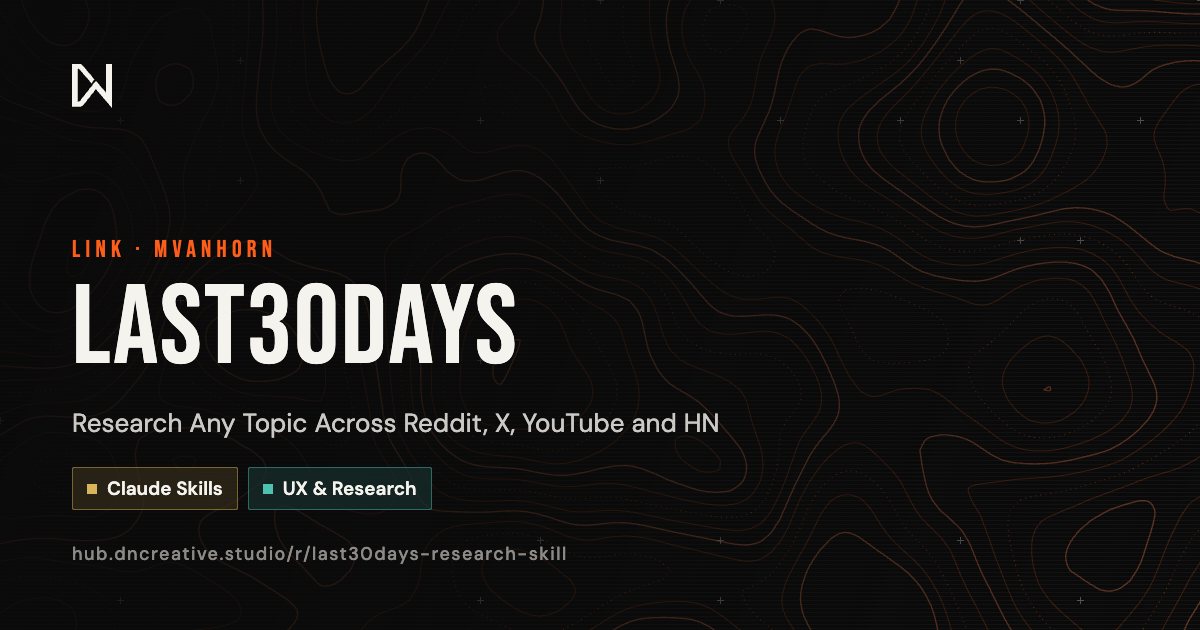 LINK · MVANHORN
LAST30DAYS
Research Any Topic Across Reddit, X, YouTube and HN
Claude Skills
UX & Research
hub.dncreative.studio/r/last30days-research-skill